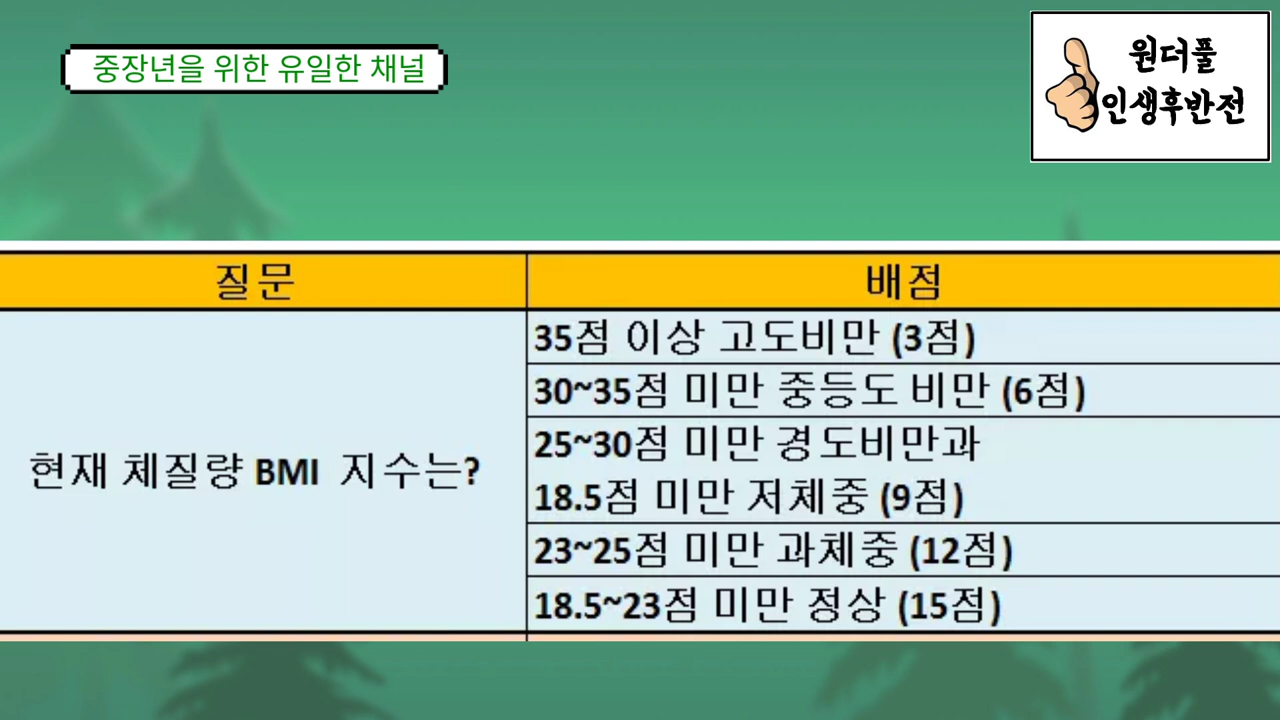 중장년을 위한 유일한 채널
원더풀
인생후반전
질문
배점
현재 체질량 BMI 지수는?
35점 이상 고도비만 (3점)
30~35점 미만 중등도 비만 (6점)
25~30점 미만 경도비만과
18.5점 미만 저체중 (9점)
23~25점 미만 과체중 (12점)
18.5~23점 미만 정상 (15점)